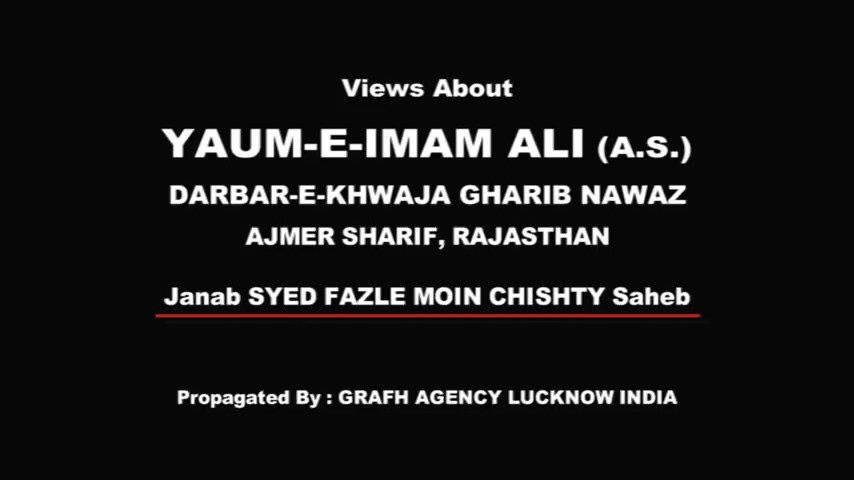 Views About
YAUM-E-IMAM ALI (A.S.)
DARBAR-E-KHWAJA GHARIB NAWAZ
AJMER SHARIF, RAJASTHAN
Janab SYED FAZLE MOIN CHISHTY Saheb
Propagated By : GRAFH AGENCY LUCKNOW INDIA